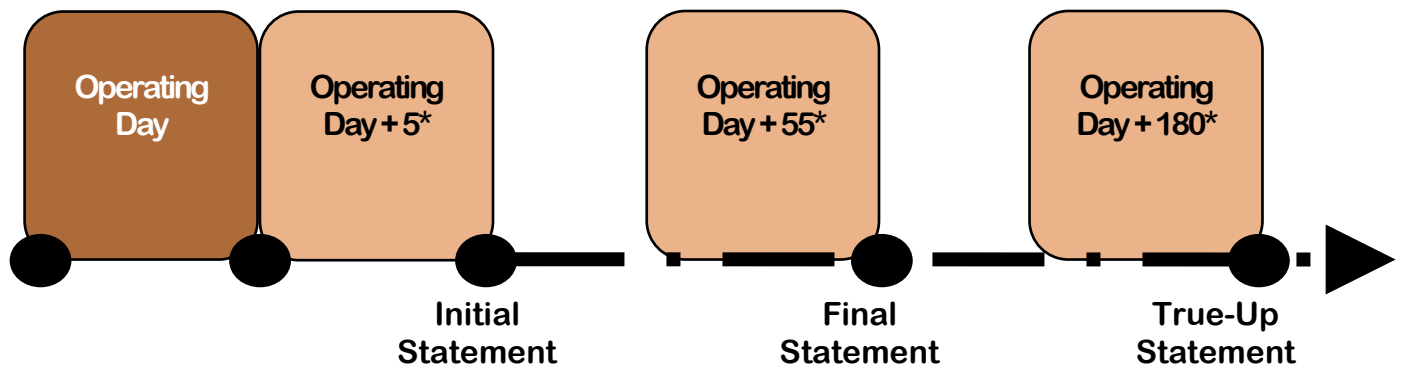 Operating
Day
Operating
Day + 5*
Operating
Day + 55*
Operating
Day + 180*
Initial
Statement
Final
Statement
True-Up
Statement